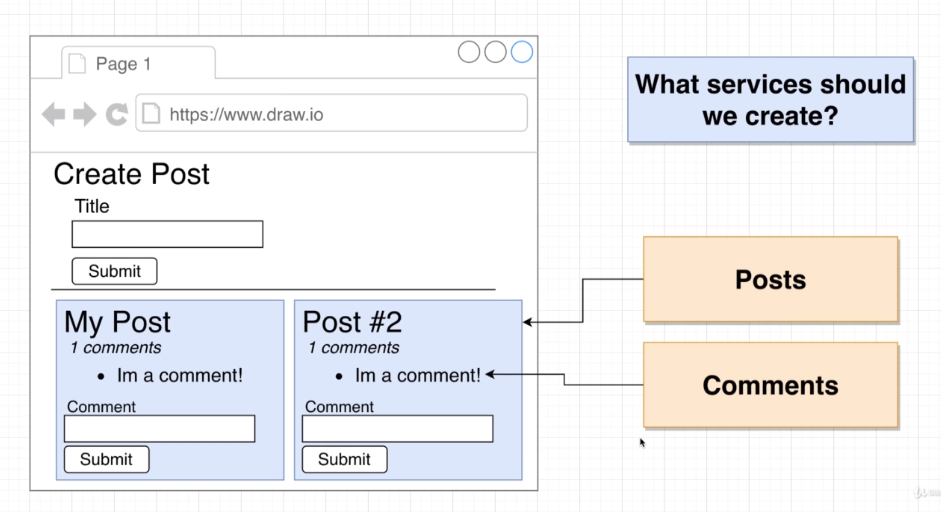 Page 1
https://www.draw.io
What services should
we create?
Create Post
Title
Submit
Posts
My Post
1 comments
Im a comment!
Comment
Submit
Post #2
1 comments
Im a comment!
Comment
Submit
Comments